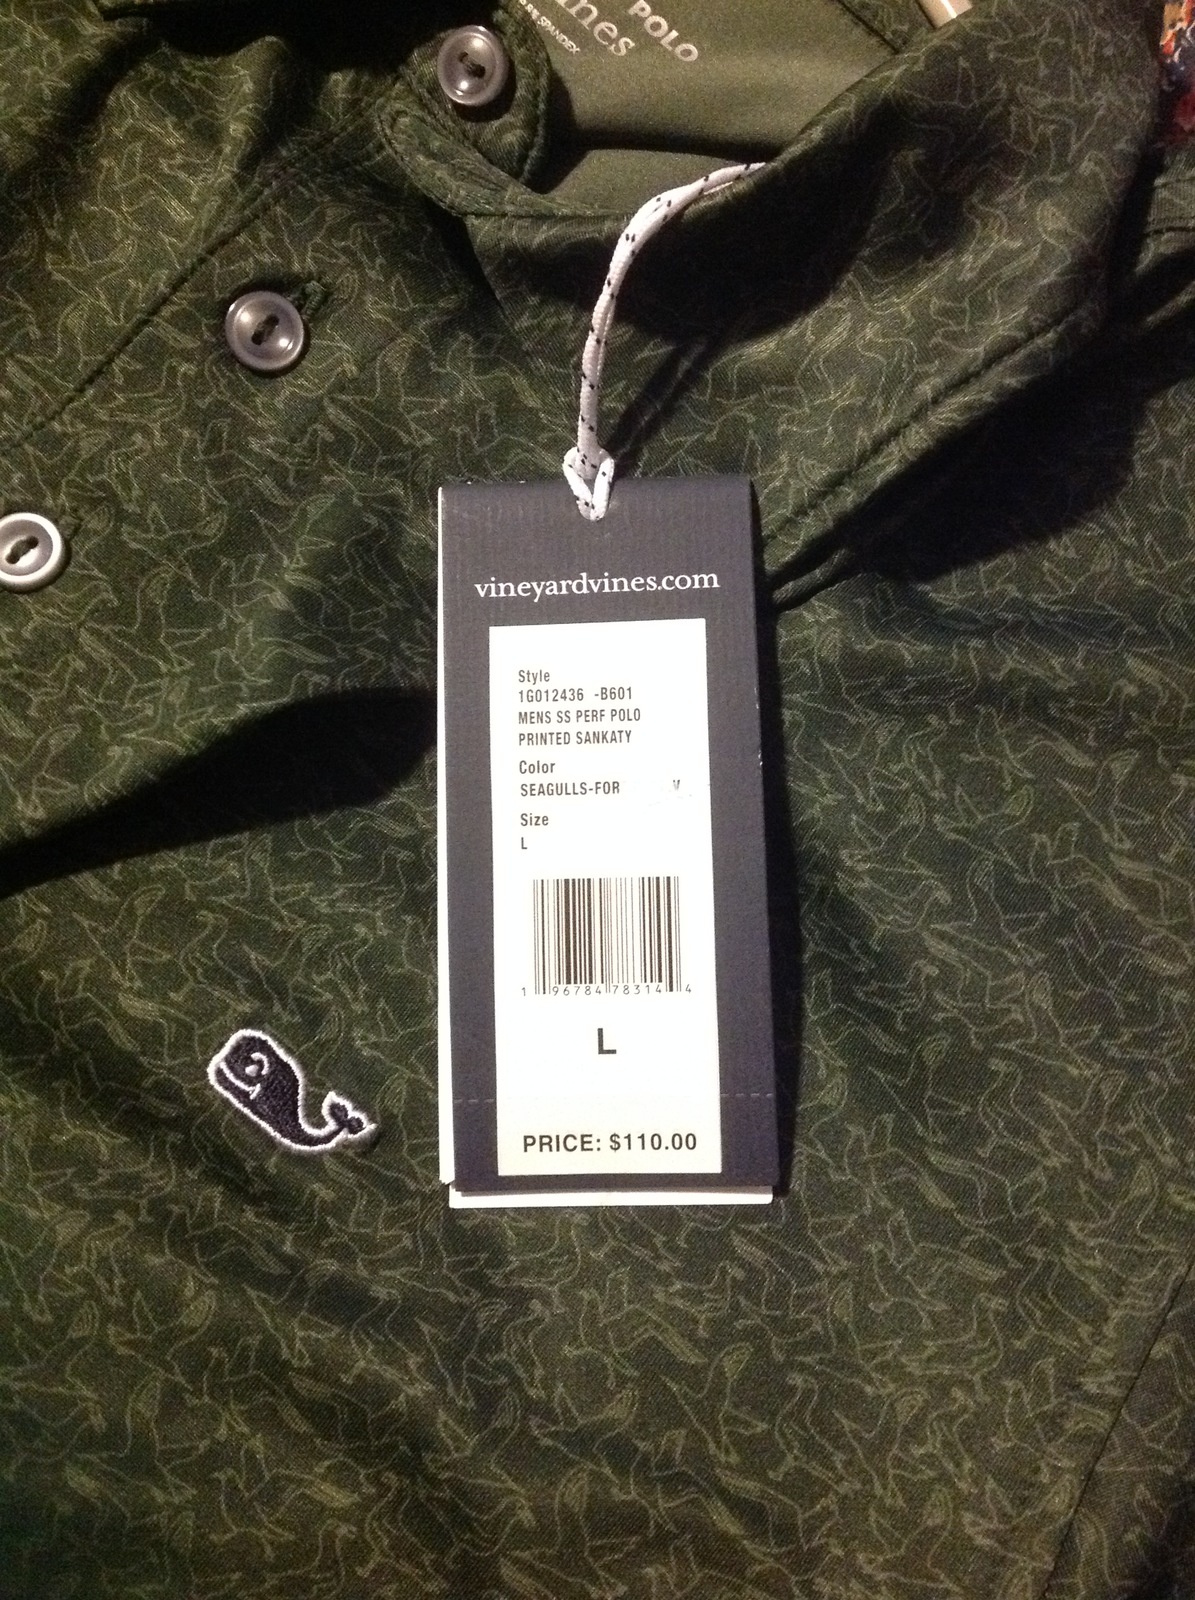 POLO
SPANDEX
vineyardvines.com
Style
1G012436 -B601
MENS SS PERF POLO
PRINTED SANKATY
Color
SEAGULLS-FOR
Size
L
1 96784 78314 4
L
PRICE: $110.00